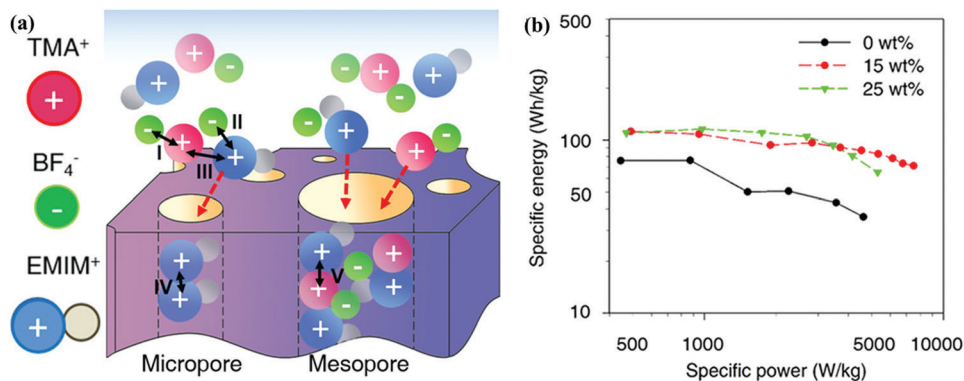 (a)
TMA+
+
BF4-
-
EMIM+
+
I
II
III
IV
V
Micropore
Mesopore
(b)
Specific energy (Wh/kg)
500
100
50
10
0 wt%
15 wt%
25 wt%
500
1000
5000
10000
Specific power (W/kg)